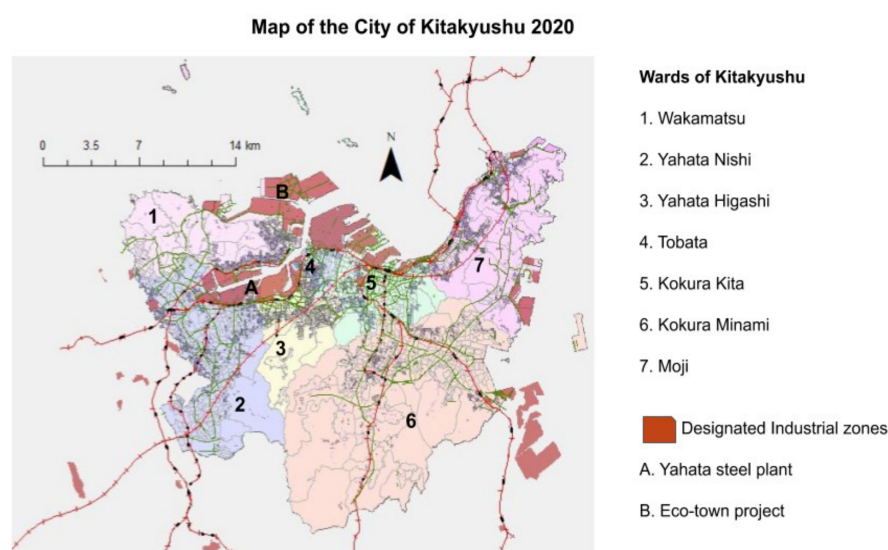 Map of the City of Kitakyushu 2020
0 3.5 7 14 km
N
1
2
3
4
5
6
7
A
B
Wards of Kitakyushu
1. Wakamatsu
2. Yahata Nishi
3. Yahata Higashi
4. Tobata
5. Kokura Kita
6. Kokura Minami
7. Moji
Designated Industrial zones
A. Yahata steel plant
B. Eco-town project